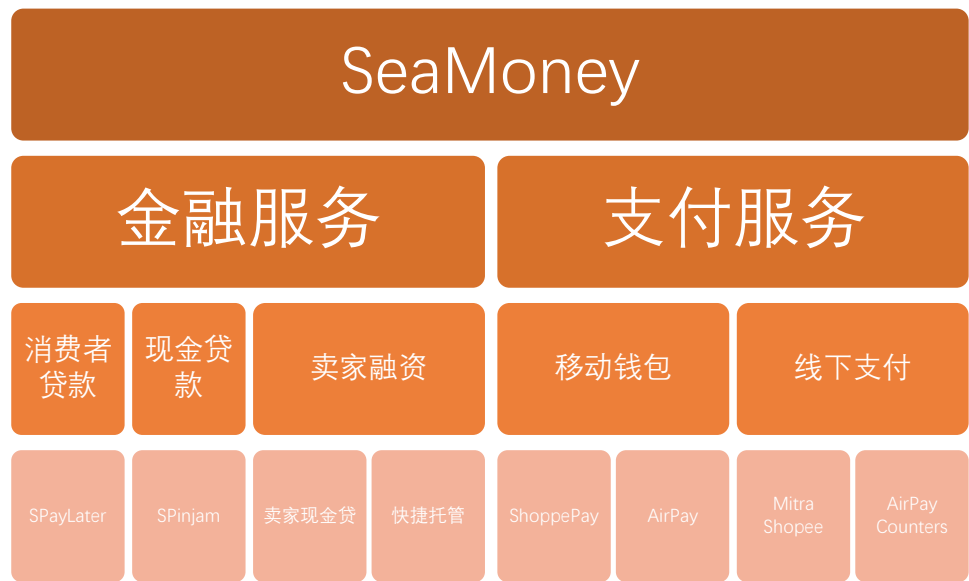 SeaMoney
金融服务
支付服务
消费者
贷款
现金贷
款
卖家融资
移动钱包
线下支付
SPayLater
SPinjam
卖家现金贷
快捷托管
ShoppePay
AirPay
Mitra
Shopee
AirPay
Counters